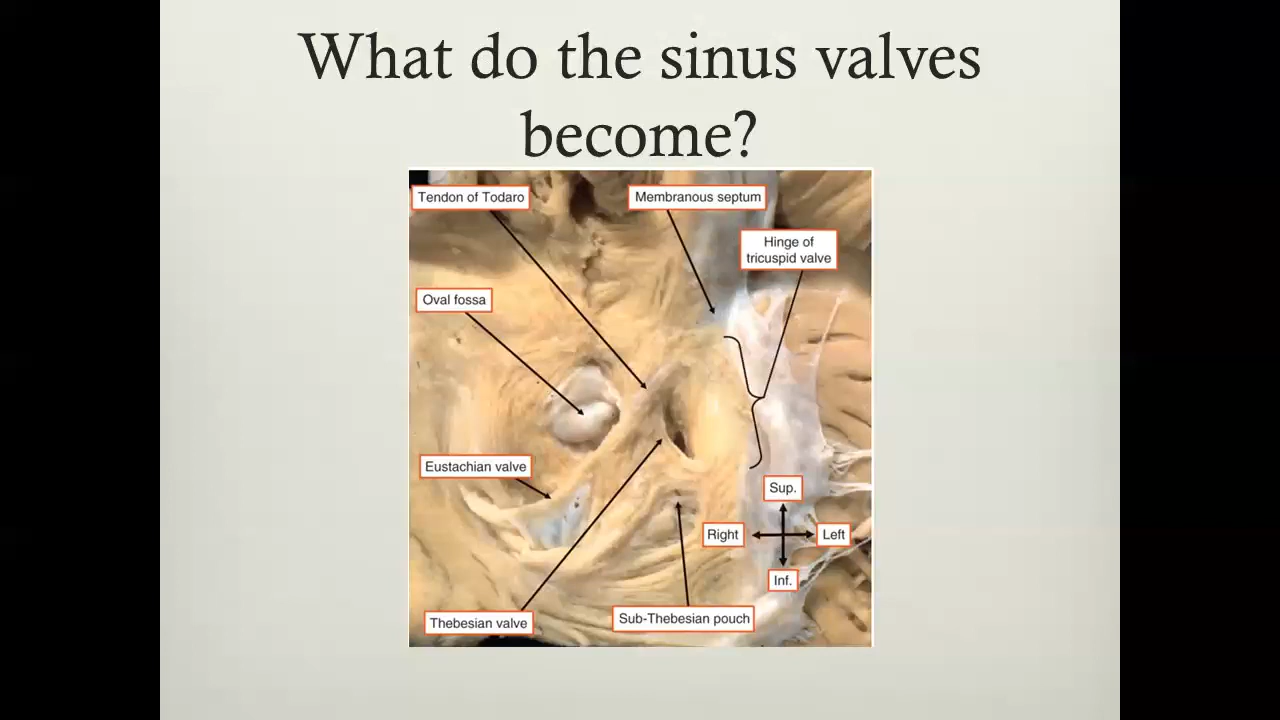 What do the sinus valves
become?
Tendon of Todaro
Membranous septum
Hinge of
tricuspid valve
Oval fossa
Eustachian valve
Sup.
Right
Left
Inf.
Thebesian valve
Sub-Thebesian pouch